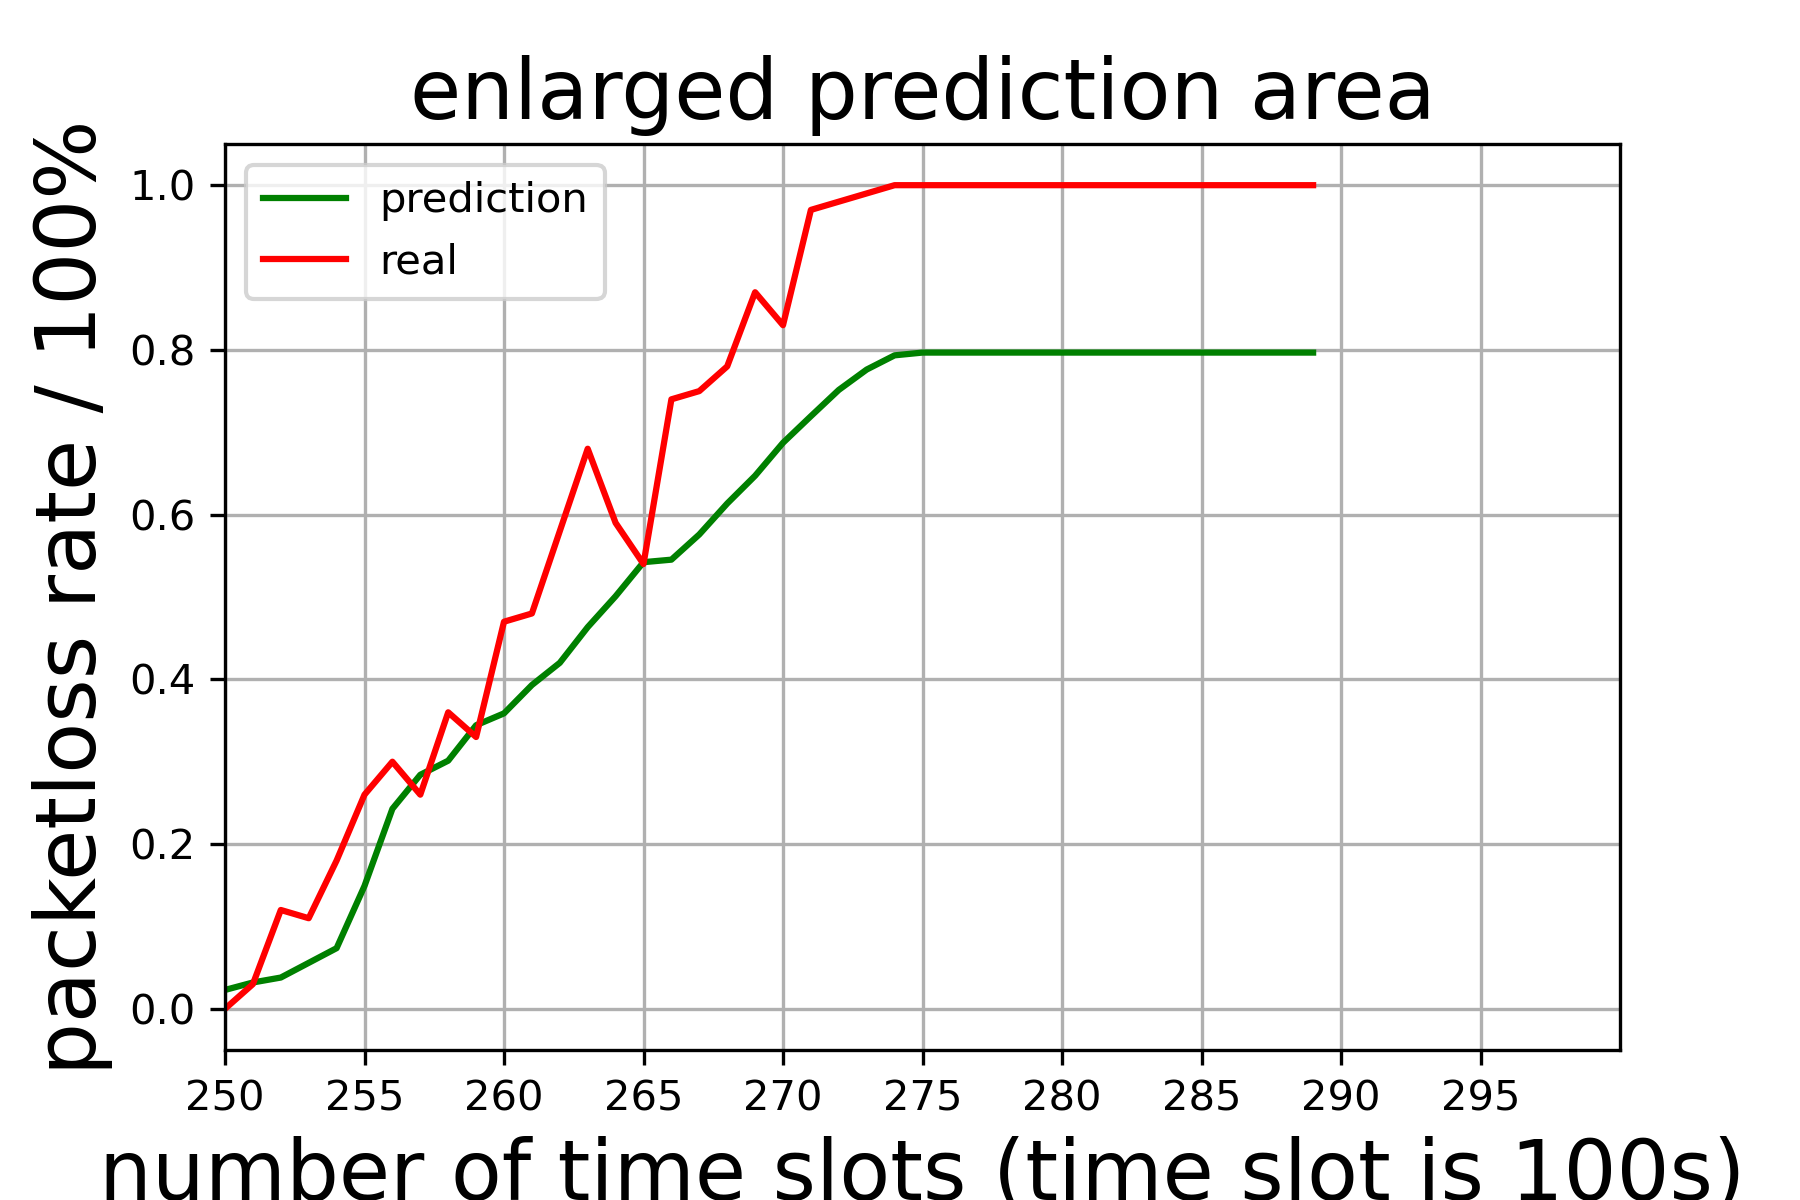 enlarged prediction area
packetloss rate / 100%
1.0
0.8
0.6
0.4
0.2
0.0
prediction
real
250 255 260 265 270 275 280 285 290 295
number of time slots (time slot is 100s)